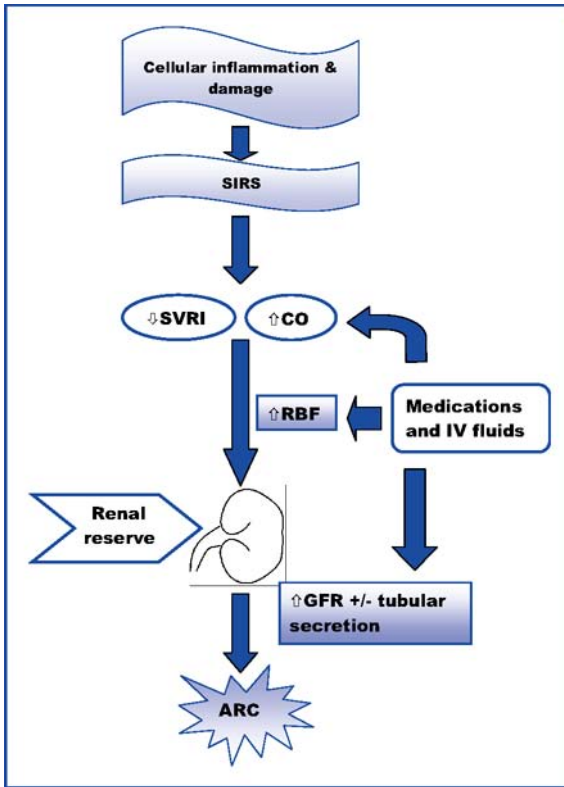 Cellular inflammation &
damage
SIRS
⇩SVRI
⇧CO
⇧RBF
Medications
and IV fluids
Renal
reserve
⇧GFR +/- tubular
secretion
ARC